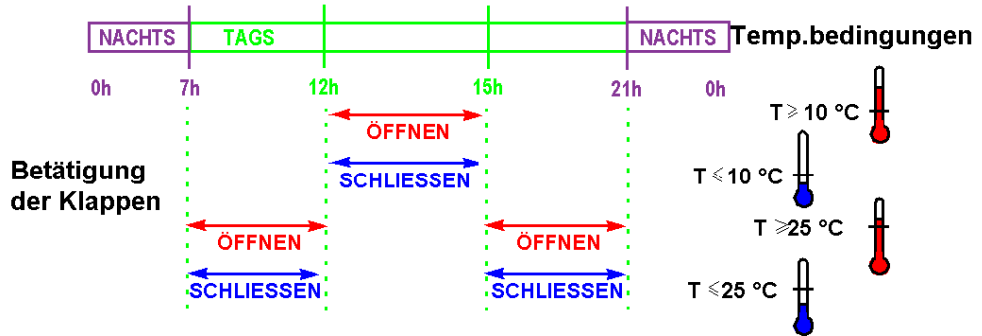 NACHTS TAGS NACHTS Temp.bedingungen
0h 7h 12h 15h 21h 0h
T ⩾ 10 °C
ÖFFNEN
Betätigung
der Klappen
SCHLIESSEN
T ⩽ 10 °C
T ⩾ 25 °C
ÖFFNEN ÖFFNEN
SCHLIESSEN SCHLIESSEN
T ⩽ 25 °C